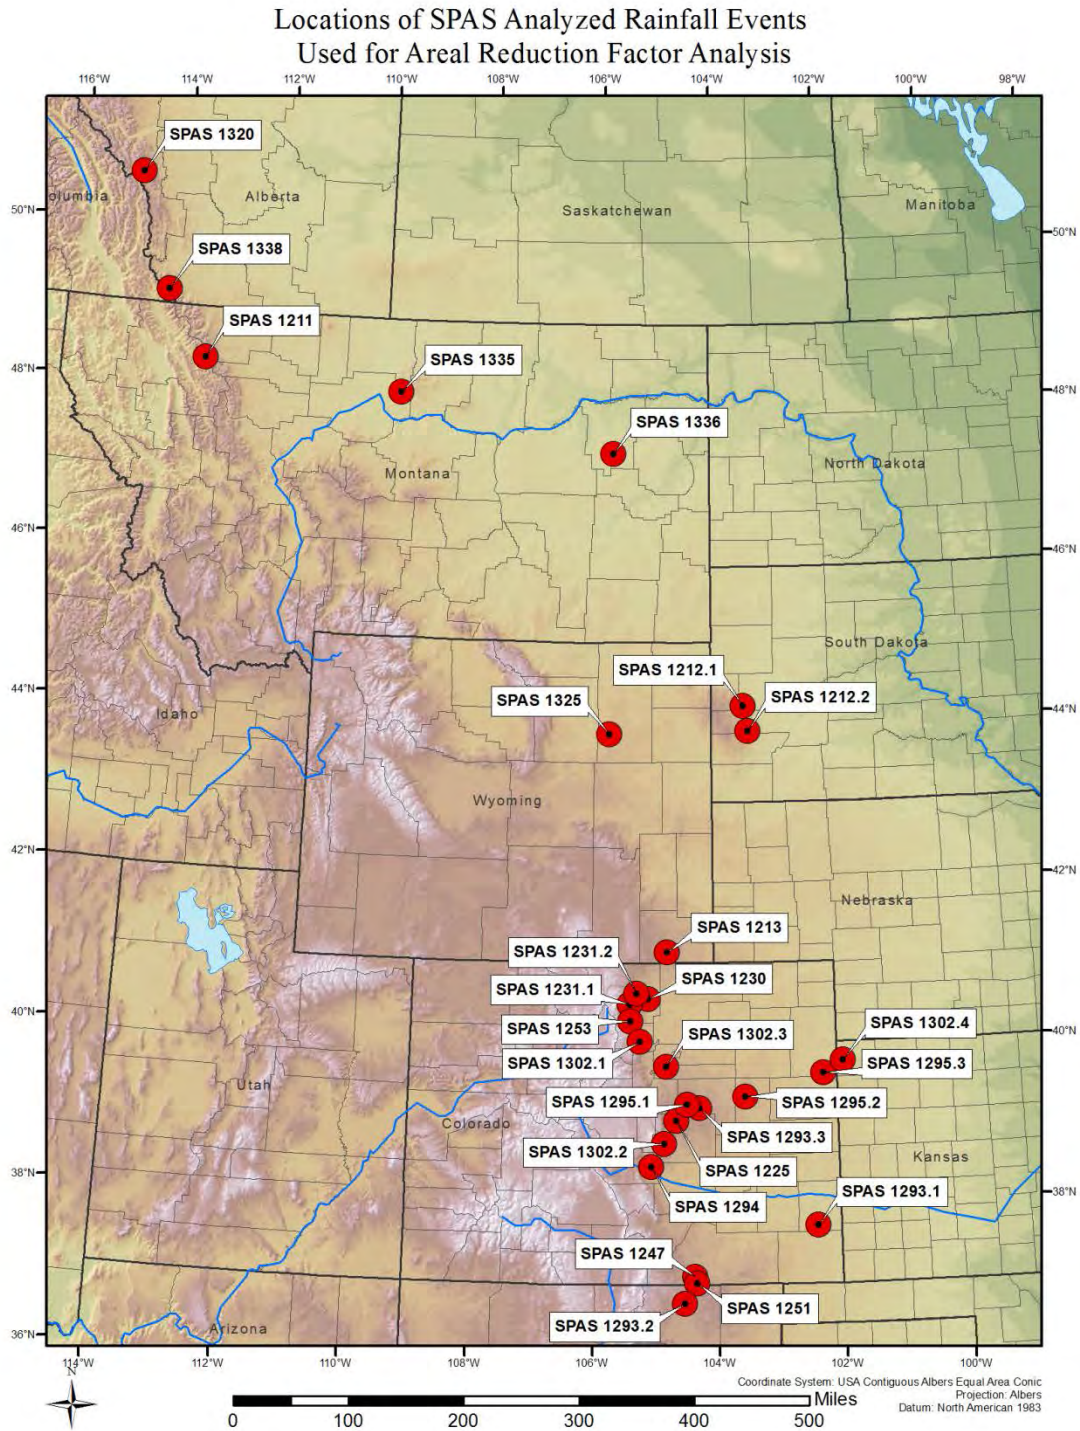 Locations of SPAS Analyzed Rainfall Events
Used for Areal Reduction Factor Analysis
116°W 114°W 112°W 110°W 108°W 106°W 104°W 102°W 100°W 98°W
SPAS 1320
olumbia
Alberta
Saskatchewan
Manitoba
50°N
50°N
SPAS 1338
SPAS 1211
48°N
SPAS 1335
48°N
SPAS 1336
Montana
North Dakota
46°N
46°N
South Dakota
SPAS 1212.1
44°N
SPAS 1325
SPAS 1212.2
44°N
Idaho
Wyoming
42°N
42°N
Nebraska
SPAS 1213
SPAS 1231.2
SPAS 1230
SPAS 1231.1
40°N
SPAS 1253
SPAS 1302.3
SPAS 1302.4
40°N
SPAS 1302.1
SPAS 1295.3
Utah
SPAS 1295.1
SPAS 1295.2
Colorado
SPAS 1293.3
SPAS 1302.2
Kansas
38°N
SPAS 1225
SPAS 1293.1
38°N
SPAS 1294
SPAS 1247
SPAS 1251
SPAS 1293.2
Arizona
36°N
114°W 112°W 110°W 108°W 106°W 104°W 102°W 100°W
N
Coordinate System: USA Contiguous Albers Equal Area Conic
Projection: Albers
Datum: North American 1983
Miles
0 100 200 300 400 500